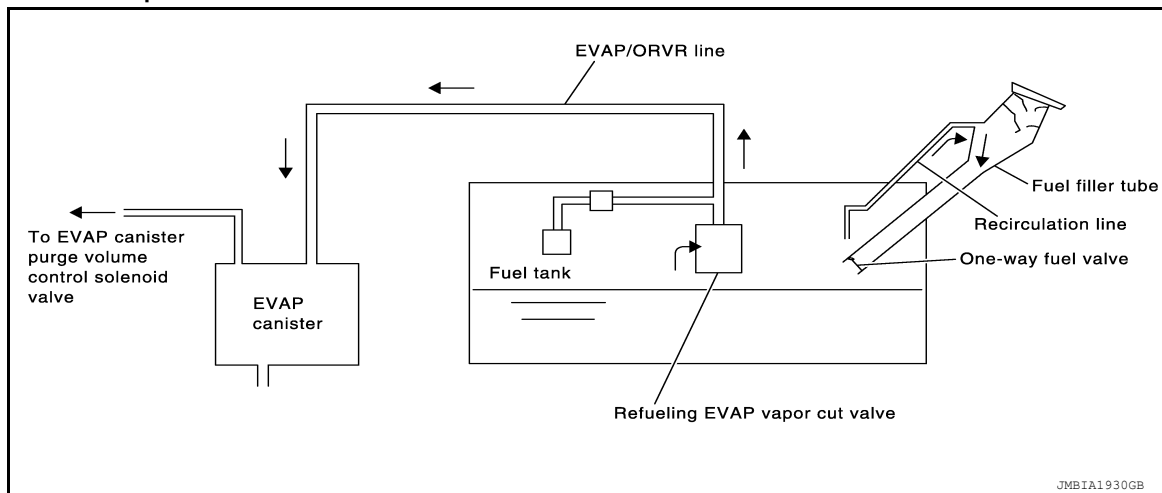 EVAP/ORVR line
Fuel filler tube
Recirculation line
One-way fuel valve
To EVAP canister
purge volume
control solenoid
valve
Fuel tank
EVAP
canister
Refueling EVAP vapor cut valve
JMBIA1930GB